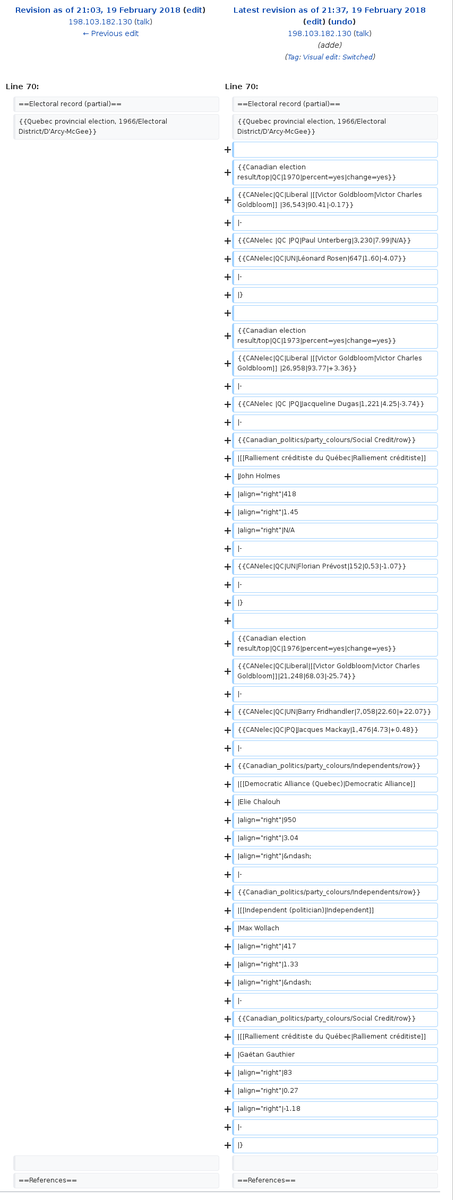 Revision as of 21:03, 19 February 2018 (edit)
198.103.182.130 (talk)
← Previous edit
Latest revision as of 21:37, 19 February 2018
(edit) (undo)
198.103.182.130 (talk)
(adde)
(Tag: Visual edit: Switched)
Line 70:
Line 70:
==Electoral record (partial)==
==Electoral record (partial)==
{{Quebec provincial election, 1966/Electoral
District/D'Arcy-McGee}}
{{Quebec provincial election, 1966/Electoral
District/D'Arcy-McGee}}
+
+ {{Canadian election
result/top|QC|1970|percent=yes|change=yes}}
+ {{CANelec|QC|Liberal |[[Victor Goldbloom|Victor Charles
Goldbloom]] |36,543|90.41|-0.17}}
+ |-
+ {{CANelec |QC |PQ|Paul Unterberg|3,230|7.99|N/A}}
+ {{CANelec|QC|UN|Léonard Rosen|647|1.60|-4.07}}
+ |-
+ |}
+
+ {{Canadian election
result/top|QC|1973|percent=yes|change=yes}}
+ {{CANelec|QC|Liberal |[[Victor Goldbloom|Victor Charles
Goldbloom]] |26,958|93.77|+3.36}}
+ |-
+ {{CANelec |QC |PQ|Jacqueline Dugas|1,221|4.25|-3.74}}
+ |-
+ {{Canadian_politics/party_colours/Social Credit/row}}
+ |[[Ralliement créditiste du Québec|Ralliement créditiste]]
+ |John Holmes
+ |align="right"|418
+ |align="right"|1.45
+ |align="right"|N/A
+ |-
+ {{CANelec|QC|UN|Florian Prévost|152|0.53|-1.07}}
+ |-
+ |}
+
+ {{Canadian election
result/top|QC|1976|percent=yes|change=yes}}
+ {{CANelec|QC|Liberal|[[Victor Goldbloom|Victor Charles
Goldbloom]]|21,248|68.03|-25.74}}
+ |-
+ {{CANelec|QC|UN|Barry Fridhandler|7,058|22.60|+22.07}}
+ {{CANelec|QC|PQ|Jacques Mackay|1,476|4.73|+0.48}}
+ |-
+ {{Canadian_politics/party_colours/Independents/row}}
+ |[[Democratic Alliance (Quebec)|Democratic Alliance]]
+ |Elie Chalouh
+ |align="right"|950
+ |align="right"|3.04
+ |align="right"|&ndash;
+ |-
+ {{Canadian_politics/party_colours/Independents/row}}
+ |[[Independent (politician)|Independent]]
+ |Max Wollach
+ |align="right"|417
+ |align="right"|1.33
+ |align="right"|&ndash;
+ |-
+ {{Canadian_politics/party_colours/Social Credit/row}}
+ |[[Ralliement créditiste du Québec|Ralliement créditiste]]
+ |Gaétan Gauthier
+ |align="right"|83
+ |align="right"|0.27
+ |align="right"|-1.18
+ |-
+ |}
==References==
==References==